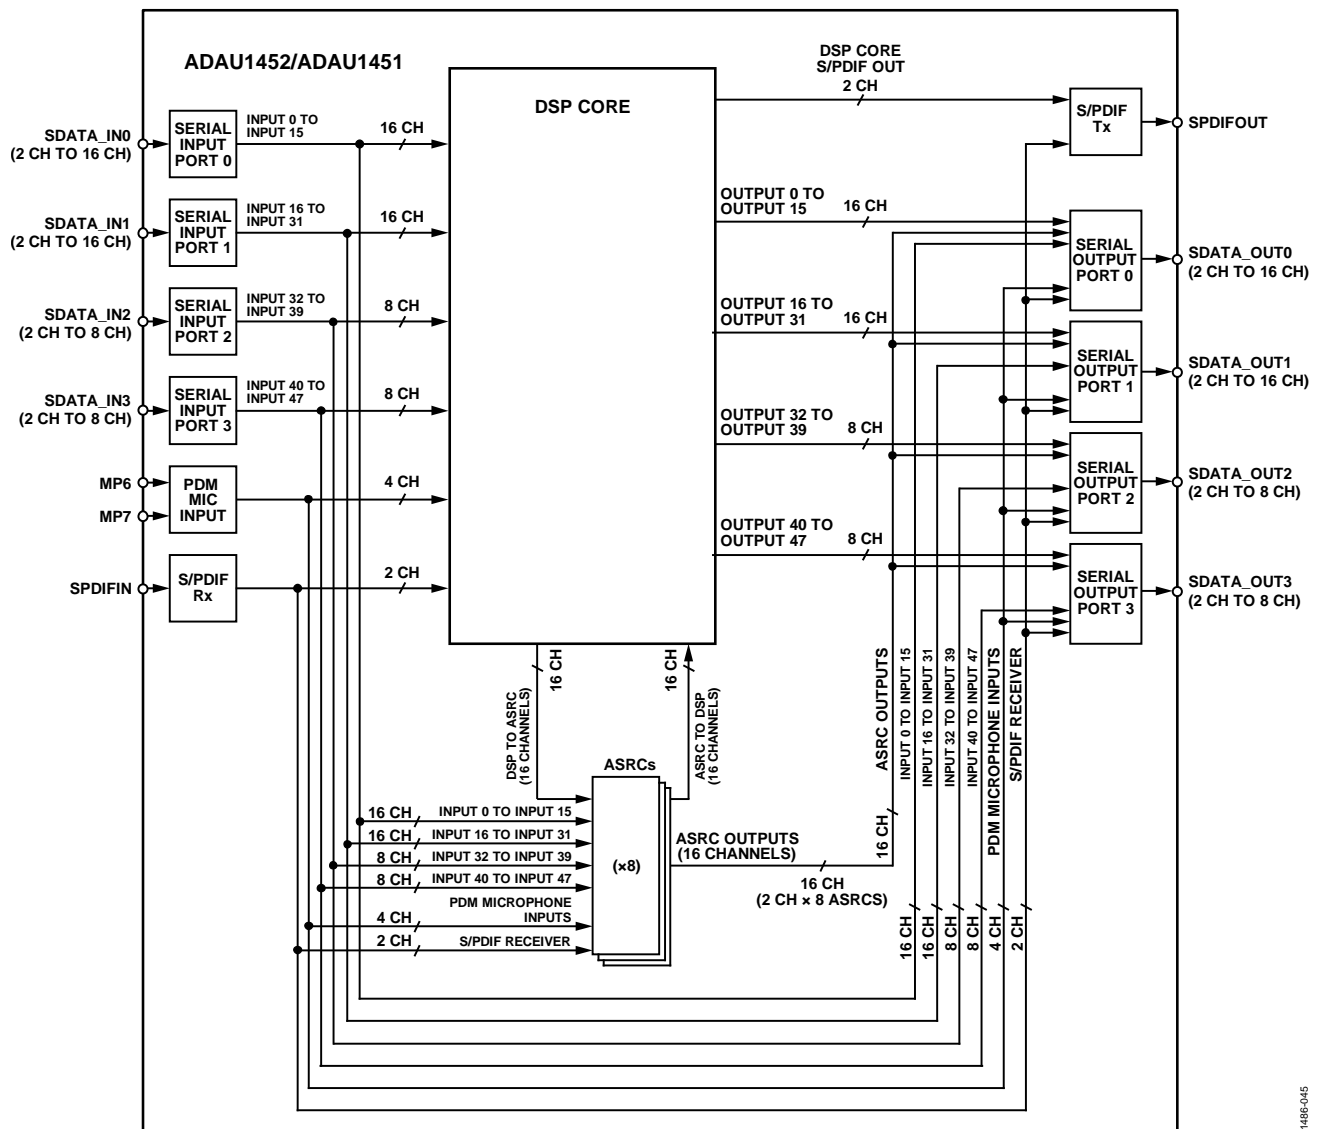 ADAU1452/ADAU1451
DSP CORE
DSP CORE
S/PDIF OUT
2 CH
S/PDIF
Tx
SPDIFOUT
SDATA_IN0
(2 CH TO 16 CH)
SERIAL
INPUT
PORT 0
INPUT 0 TO
INPUT 15
16 CH
SDATA_IN1
(2 CH TO 16 CH)
SERIAL
INPUT
PORT 1
INPUT 16 TO
INPUT 31
16 CH
SDATA_IN2
(2 CH TO 8 CH)
SERIAL
INPUT
PORT 2
INPUT 32 TO
INPUT 39
8 CH
SDATA_IN3
(2 CH TO 8 CH)
SERIAL
INPUT
PORT 3
INPUT 40 TO
INPUT 47
8 CH
MP6
MP7
PDM
MIC
INPUT
4 CH
SPDIFIN
S/PDIF
Rx
2 CH
OUTPUT 0 TO
OUTPUT 15
16 CH
SERIAL
OUTPUT
PORT 0
SDATA_OUT0
(2 CH TO 16 CH)
OUTPUT 16 TO
OUTPUT 31
16 CH
SERIAL
OUTPUT
PORT 1
SDATA_OUT1
(2 CH TO 16 CH)
OUTPUT 32 TO
OUTPUT 39
8 CH
SERIAL
OUTPUT
PORT 2
SDATA_OUT2
(2 CH TO 8 CH)
OUTPUT 40 TO
OUTPUT 47
8 CH
SERIAL
OUTPUT
PORT 3
SDATA_OUT3
(2 CH TO 8 CH)
16 CH
DSP TO ASRC
(16 CHANNELS)
16 CH
ASRC TO DSP
(16 CHANNELS)
ASRCs
(×8)
16 CH
INPUT 0 TO INPUT 15
16 CH
INPUT 16 TO INPUT 31
8 CH
INPUT 32 TO INPUT 39
8 CH
INPUT 40 TO INPUT 47
4 CH
PDM MICROPHONE
INPUTS
2 CH
S/PDIF RECEIVER
ASRC OUTPUTS
(16 CHANNELS)
16 CH
(2 CH × 8 ASRCS)
ASRC OUTPUTS
16 CH
INPUT 0 TO INPUT 15
16 CH
INPUT 16 TO INPUT 31
16 CH
INPUT 32 TO INPUT 39
8 CH
INPUT 40 TO INPUT 47
8 CH
PDM MICROPHONE INPUTS
4 CH
S/PDIF RECEIVER
2 CH
1486-045